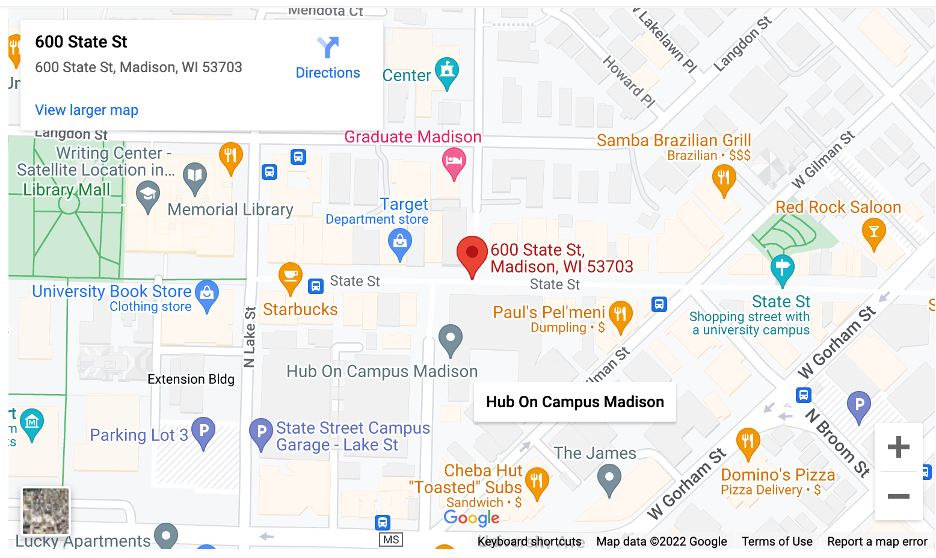 Mendota Ct
600 State St
600 State St, Madison, WI 53703
Directions
View larger map
Center
N Lakelawn Pl
Langdon St
Howard Pl
Langdon St
Graduate Madison
Samba Brazilian Grill
Brazilian • $$$
W Gilman St
Writing Center -
Satellite Location in...
Library Mall
Memorial Library
Target
Department store
Red Rock Saloon
600 State St,
Madison, WI 53703
State St
State St
University Book Store
Clothing store
Starbucks
Paul's Pel'meni
Dumpling • $
State St
Shopping street with
a university campus
N Lake St
W Gorham St
Hub On Campus Madison
Extension Bldg
ilman St
Hub On Campus Madison
P
Parking Lot 3
P
P
State Street Campus
Garage - Lake St
N Broom St
The James
W Gorham St
Cheba Hut
"Toasted" Subs
Sandwich • $
Domino's Pizza
Pizza Delivery • $
Google
Lucky Apartments
MS
Keyboard shortcuts
Map data ©2022 Google
Terms of Use
Report a map error